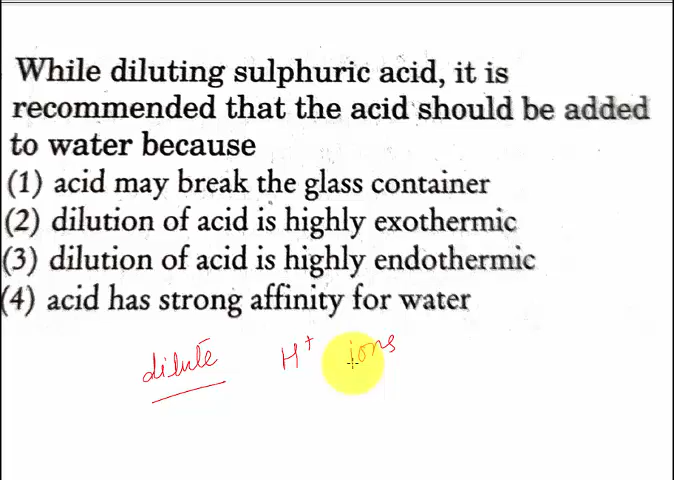 While diluting sulphuric acid, it is
recommended that the acid should be added
to water because
(1) acid may break the glass container
(2) dilution of acid is highly exothermic
(3) dilution of acid is highly endothermic
(4) acid has strong affinity for water
dilute H⁺ ions